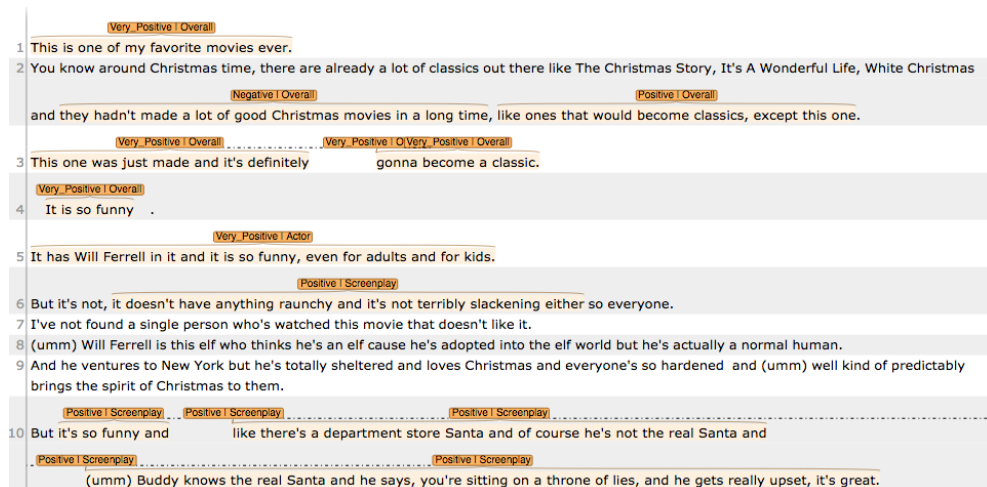 Very_Positive | Overall
1 This is one of my favorite movies ever.
2 You know around Christmas time, there are already a lot of classics out there like The Christmas Story, It's A Wonderful Life, White Christmas
Negative | Overall Positive | Overall
and they hadn't made a lot of good Christmas movies in a long time, like ones that would become classics, except this one.
Very_Positive | Overall Very_Positive | O Very_Positive | Overall
3 This one was just made and it's definitely gonna become a classic.
Very_Positive | Overall
4 It is so funny .
Very_Positive | Actor
5 It has Will Ferrell in it and it is so funny, even for adults and for kids.
Positive | Screenplay
6 But it's not, it doesn't have anything raunchy and it's not terribly slackening either so everyone.
7 I've not found a single person who's watched this movie that doesn't like it.
8 (umm) Will Ferrell is this elf who thinks he's an elf cause he's adopted into the elf world but he's actually a normal human.
9 And he ventures to New York but he's totally sheltered and loves Christmas and everyone's so hardened and (umm) well kind of predictably
brings the spirit of Christmas to them.
Positive | Screenplay Positive | Screenplay Positive | Screenplay
10 But it's so funny and like there's a department store Santa and of course he's not the real Santa and
Positive | Screenplay Positive | Screenplay
(umm) Buddy knows the real Santa and he says, you're sitting on a throne of lies, and he gets really upset, it's great.